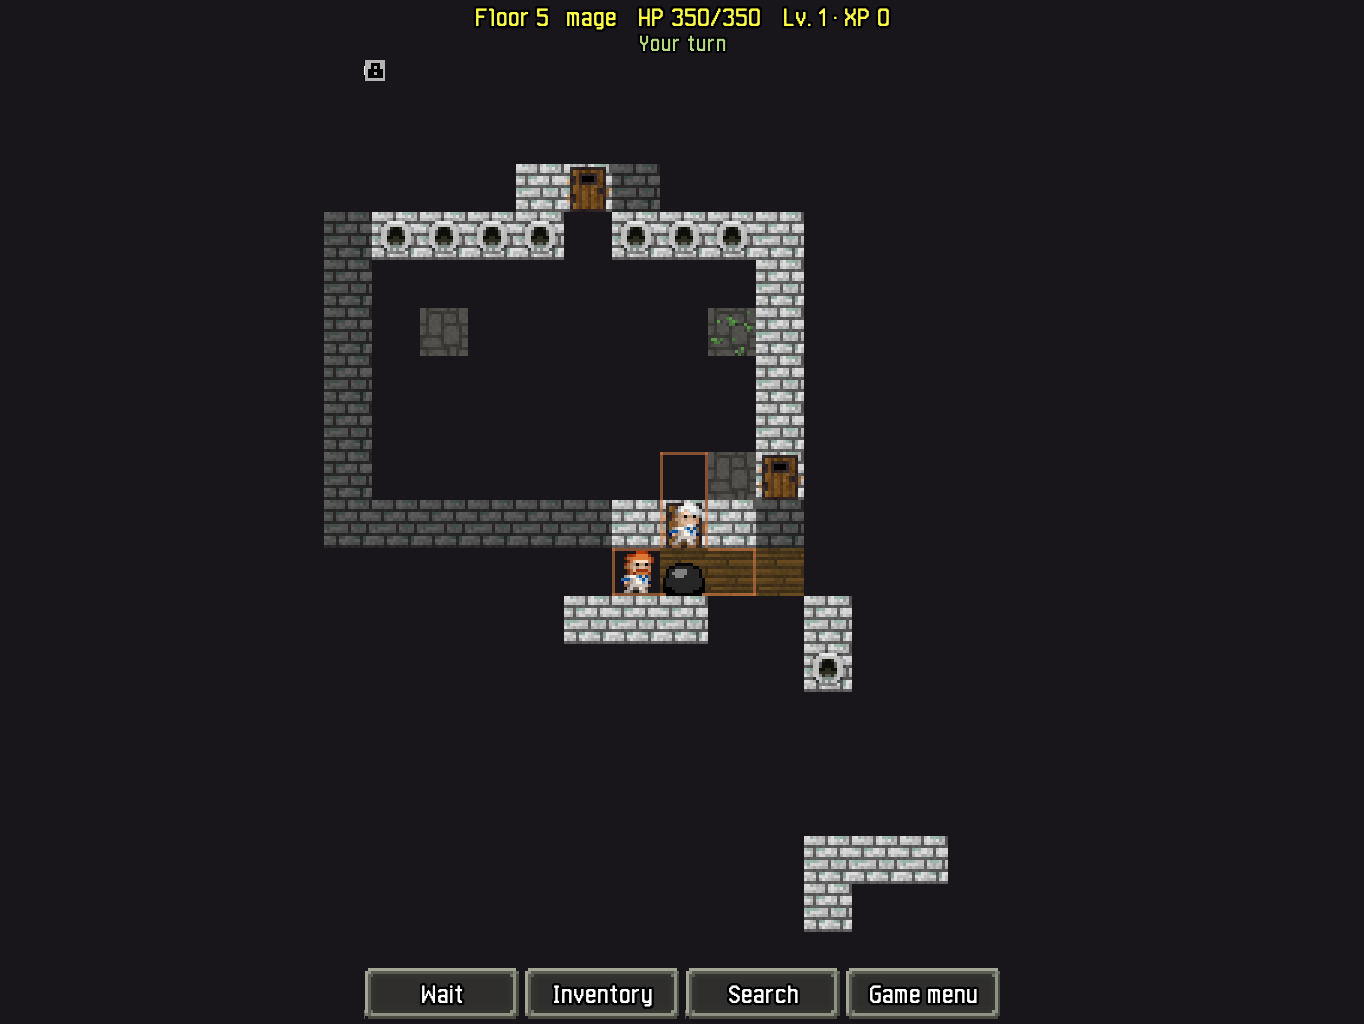 Floor 5 mage HP 350/350 Lv. 1 · XP 0
Your turn
Wait
Inventory
Search
Game menu